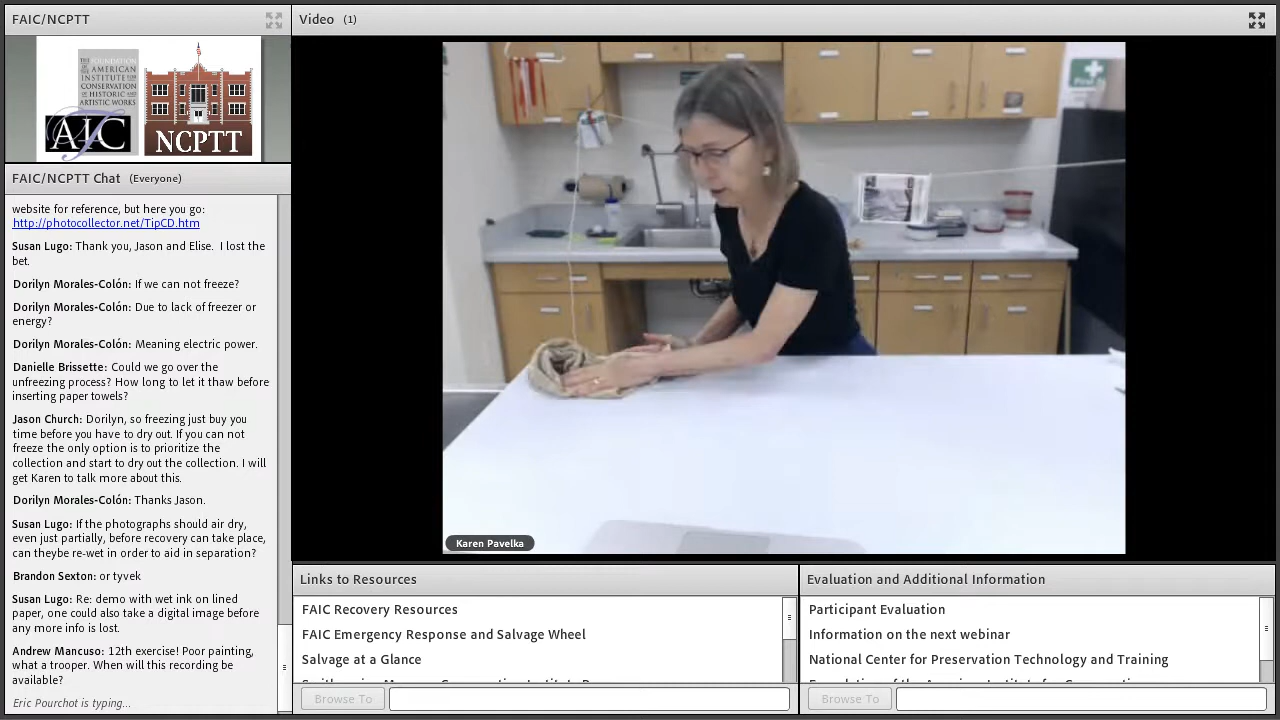 FAIC/NCPTT
THE FOUNDATION
OF THE
AMERICAN
INSTITUTE FOR
CONSERVATION
OF HISTORIC
AND
ARTISTIC WORKS
AIC
NCPTT
FAIC/NCPTT Chat (Everyone)
website for reference, but here you go:
http://photocollector.net/TipCD.htm
Susan Lugo: Thank you, Jason and Elise. I lost the
bet.
Dorilyn Morales-Colón: If we can not freeze?
Dorilyn Morales-Colón: Due to lack of freezer or
energy?
Dorilyn Morales-Colón: Meaning electric power.
Danielle Brissette: Could we go over the
unfreezing process? How long to let it thaw before
inserting paper towels?
Jason Church: Dorilyn, so freezing just buy you
time before you have to dry out. If you can not
freeze the only option is to prioritize the
collection and start to dry out the collection. I will
get Karen to talk more about this.
Dorilyn Morales-Colón: Thanks Jason.
Susan Lugo: If the photographs should air dry,
even just partially, before recovery can take place,
can theybe re-wet in order to aid in separation?
Brandon Sexton: or tyvek
Susan Lugo: Re: demo with wet ink on lined
paper, one could also take a digital image before
any more info is lost.
Andrew Mancuso: 12th exercise! Poor painting,
what a trooper. When will this recording be
available?
Eric Pourchot is typing...
Video (1)
Karen Pavelka
Links to Resources
FAIC Recovery Resources
FAIC Emergency Response and Salvage Wheel
Salvage at a Glance
Browse To
Evaluation and Additional Information
Participant Evaluation
Information on the next webinar
National Center for Preservation Technology and Training
Browse To